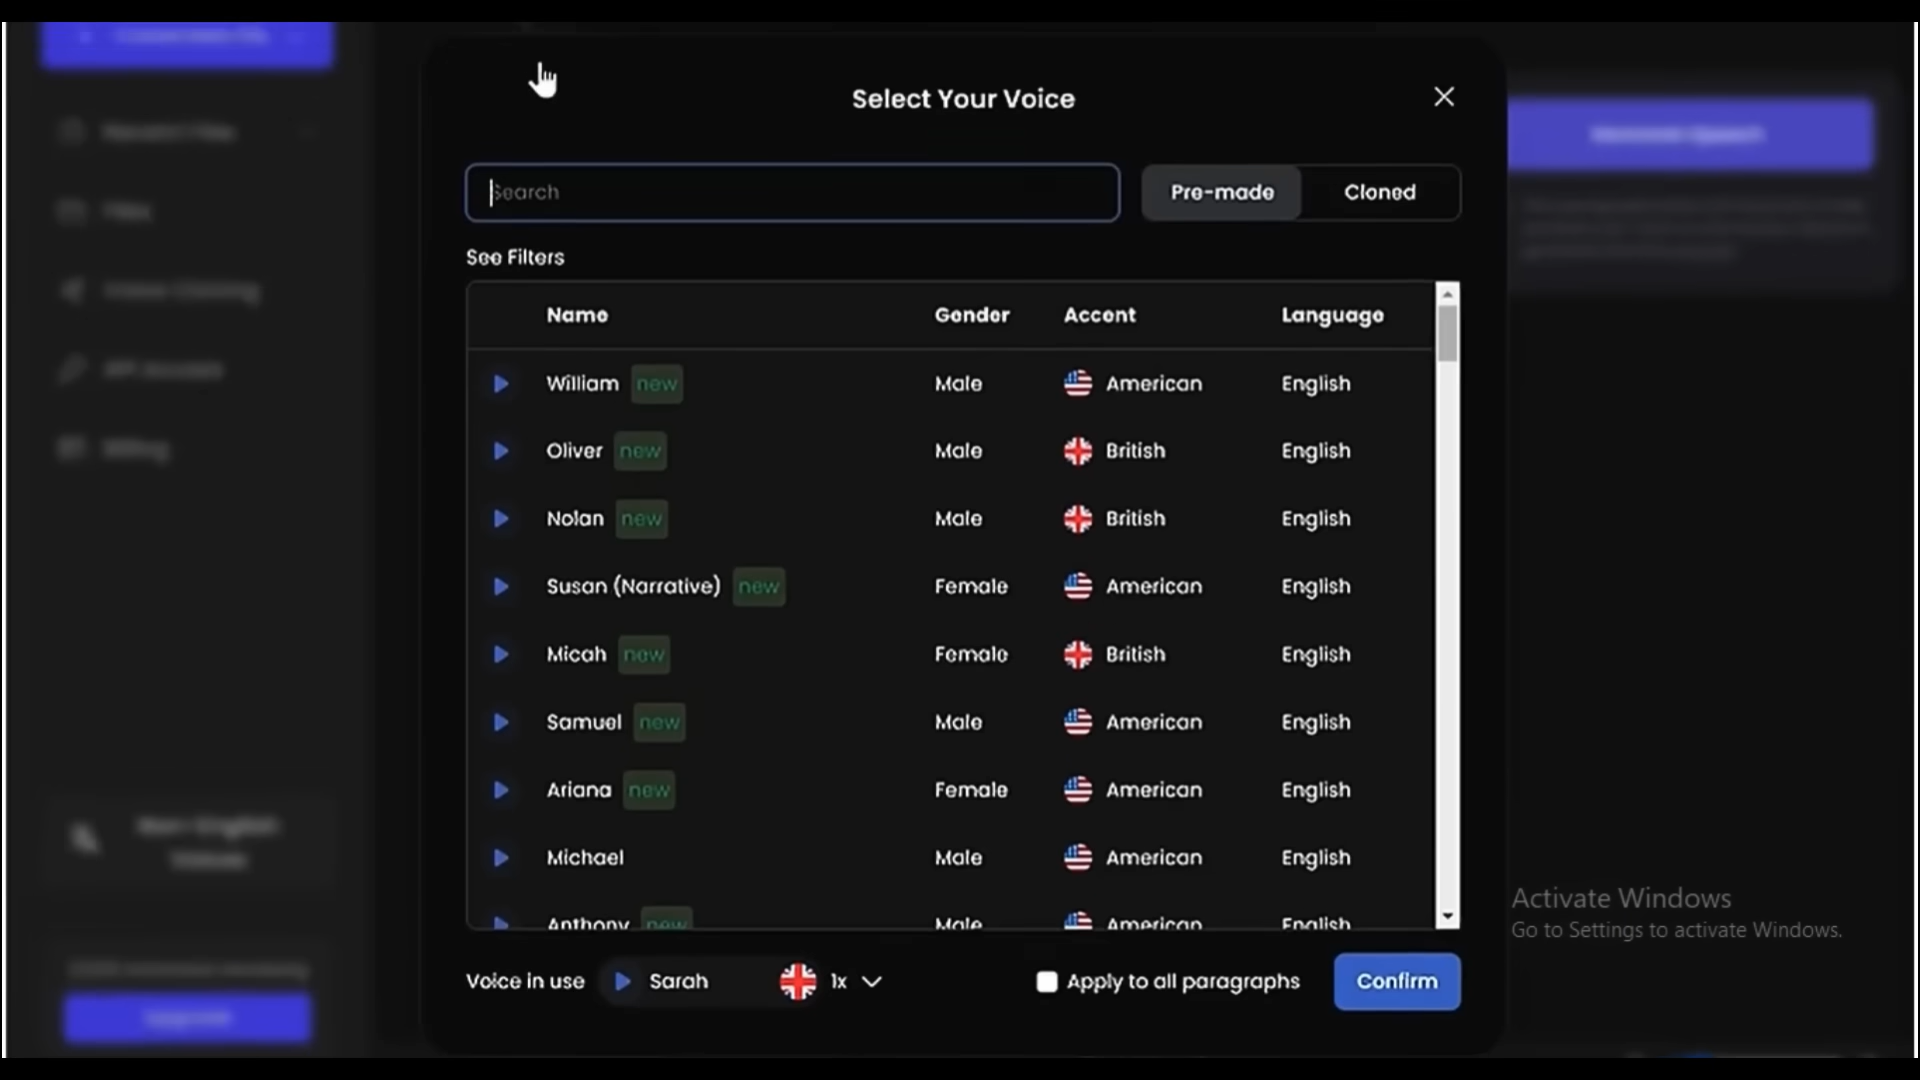 Select Your Voice
Search
Pre-made
Cloned
See Filters
Name Gender Accent Language
William new Male American English
Oliver new Male British English
Nolan new Male British English
Susan (Narrative) new Female American English
Micah new Female British English
Samuel new Male American English
Ariana new Female American English
Michael Male American English
Anthony new Male American English
Voice in use Sarah 1x Apply to all paragraphs Confirm
Activate Windows
Go to Settings to activate Windows.